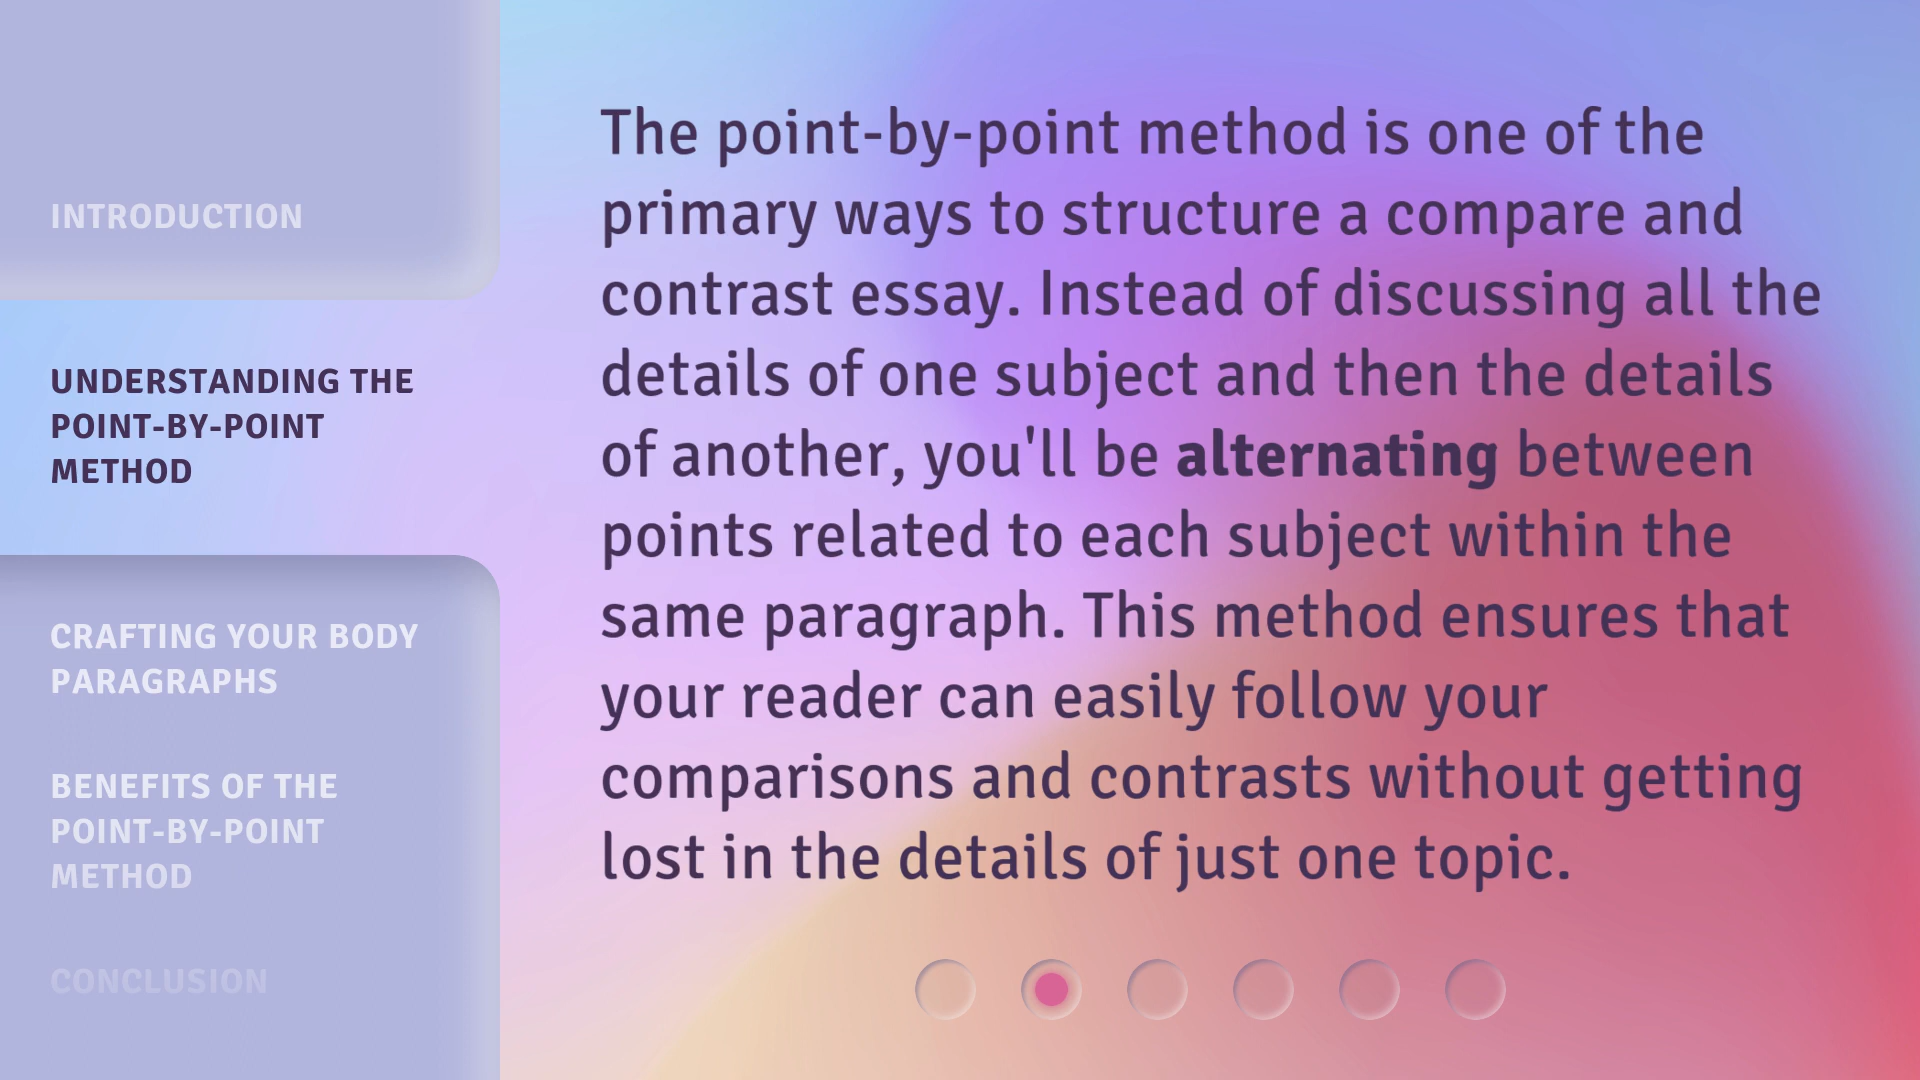 INTRODUCTION
UNDERSTANDING THE
POINT-BY-POINT
METHOD
CRAFTING YOUR BODY
PARAGRAPHS
BENEFITS OF THE
POINT-BY-POINT
METHOD
CONCLUSION
The point-by-point method is one of the
primary ways to structure a compare and
contrast essay. Instead of discussing all the
details of one subject and then the details
of another, you'll be alternating between
points related to each subject within the
same paragraph. This method ensures that
your reader can easily follow your
comparisons and contrasts without getting
lost in the details of just one topic.